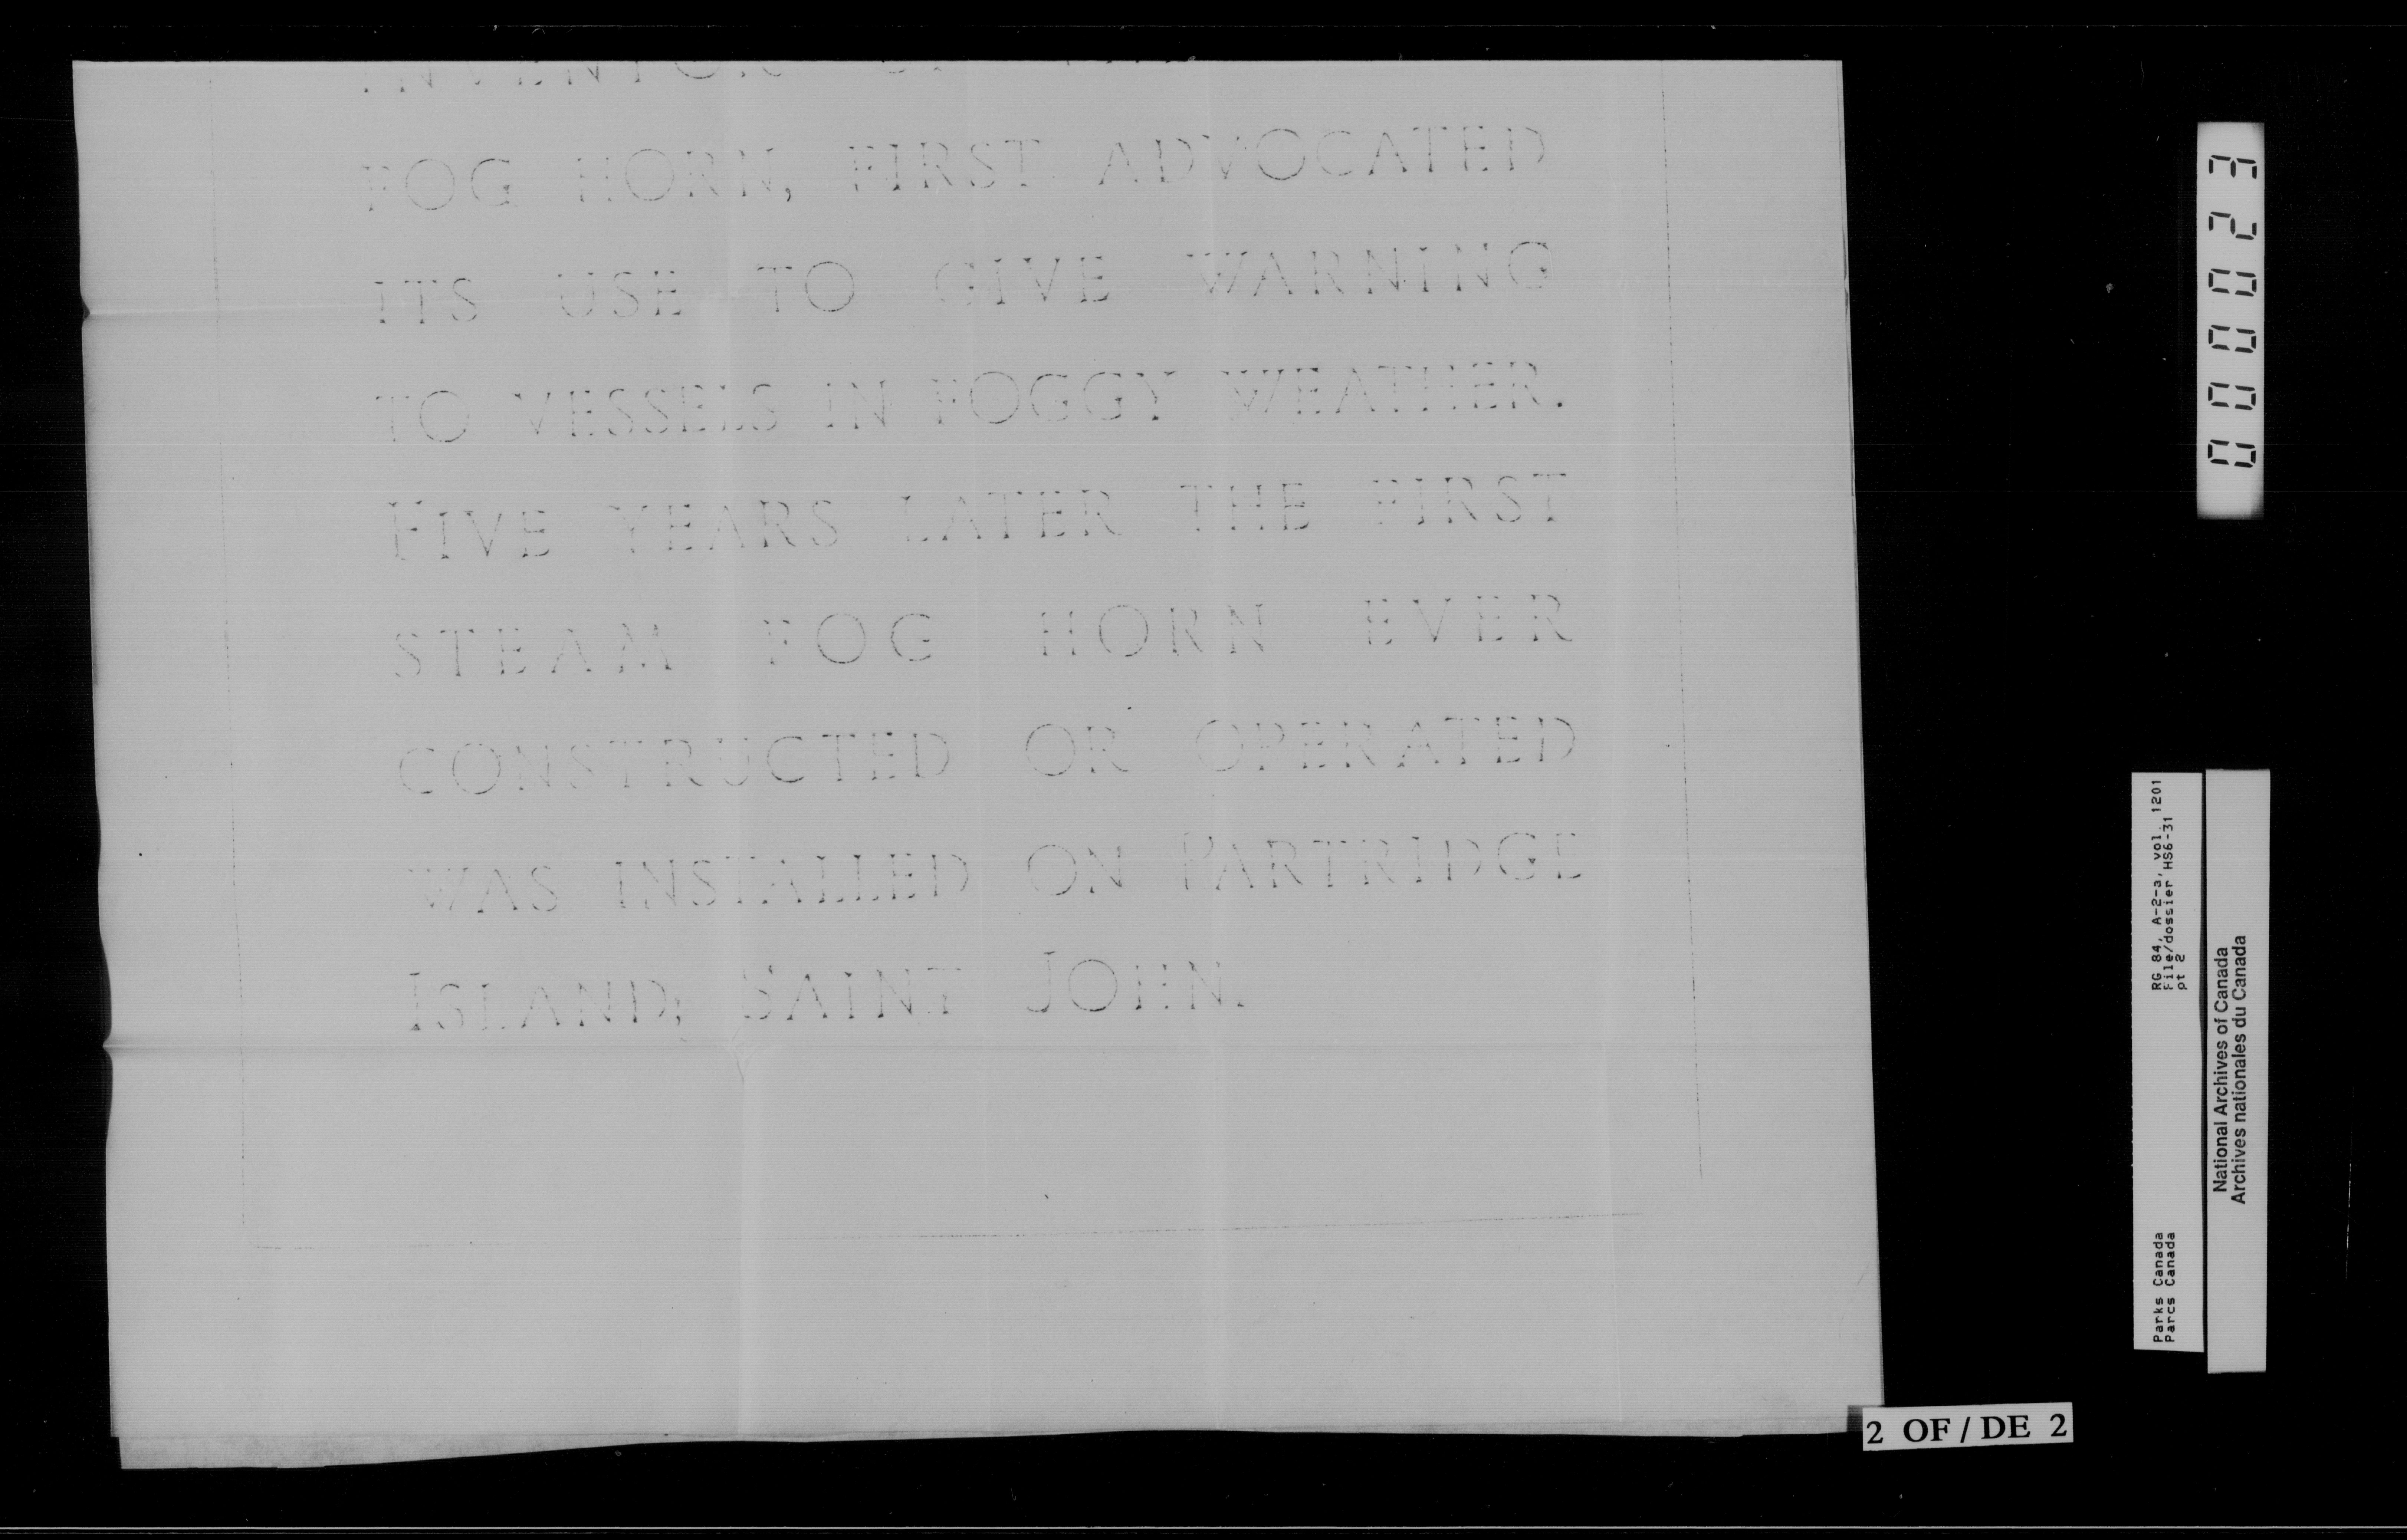 INVENTOR OF
FOG HORN, FIRST ADVOCATED
ITS USE TO GIVE WARNING
TO VESSELS IN FOGGY WEATHER.
FIVE YEARS LATER THE FIRST
STEAM FOG HORN EVER
CONSTRUCTED OR OPERATED
WAS INSTALLED ON PARTRIDGE
ISLAND, SAINT JOHN.
000023
Parks Canada
Parcs Canada
RG 84, A-2-a, vol. 1201
File/dossier HS6-31
pt 2
National Archives of Canada
Archives nationales du Canada
2 OF / DE 2